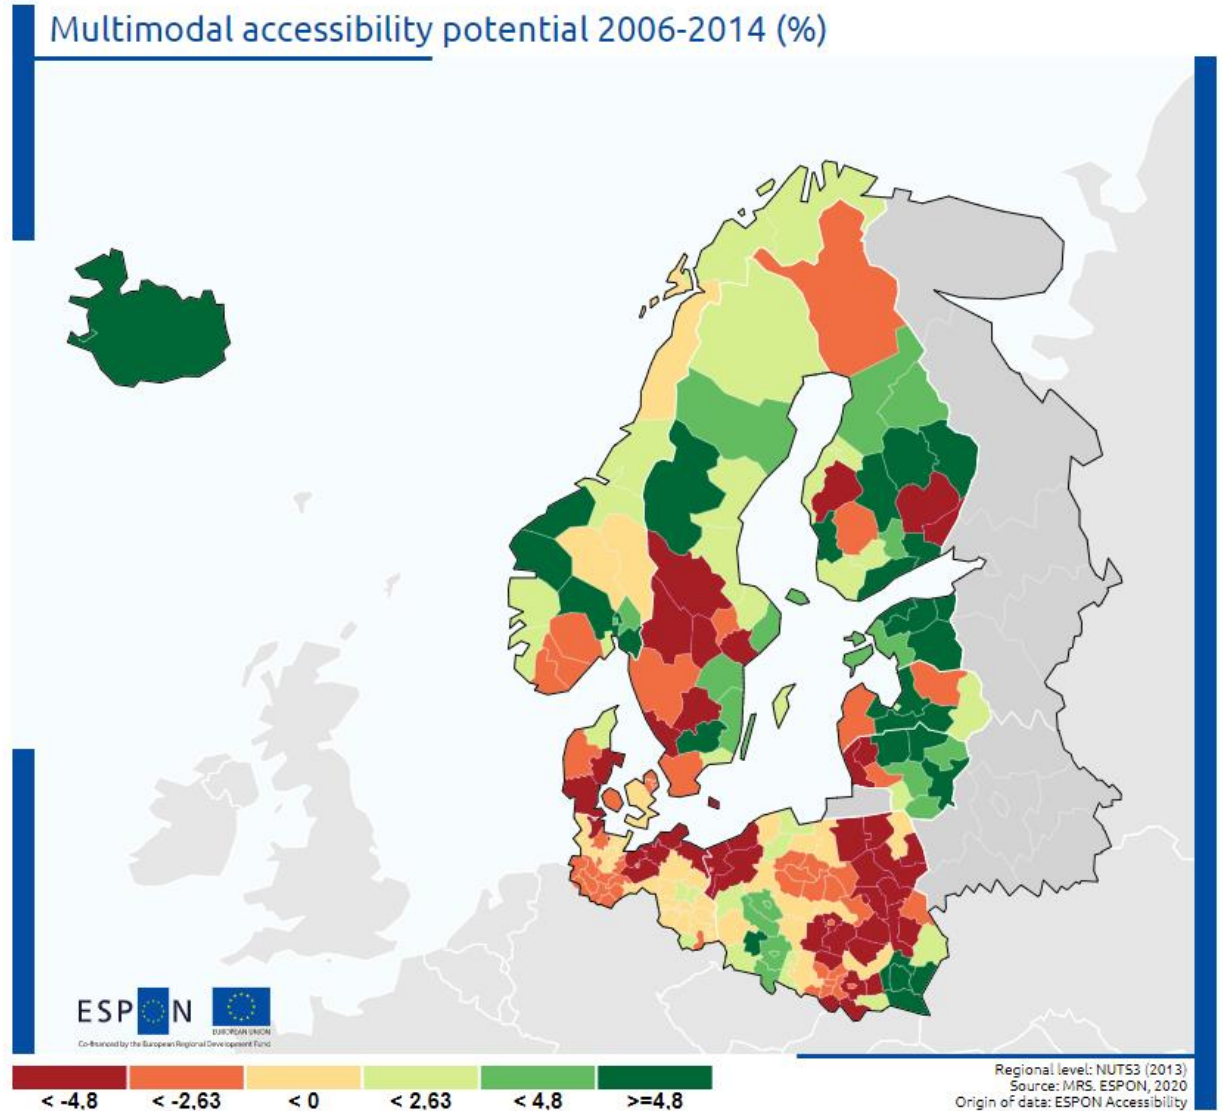 Multimodal accessibility potential 2006-2014 (%)
ESPON
EUROPEAN UNION
Co-financed by the European Regional Development Fund
< -4,8 < -2,63 < 0 < 2,63 < 4,8 >=4,8
Regional level: NUTS3 (2013)
Source: MRS. ESPON, 2020
Origin of data: ESPON Accessibility